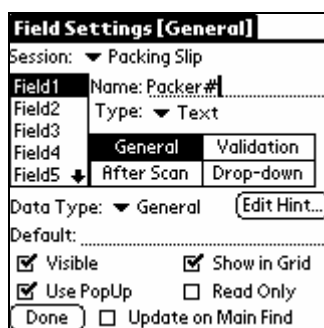 Field Settings [General]
Session: Packing Slip
Field1 Name: Packer#
Field2 Type: Text
Field3
Field4 General Validation
Field5 After Scan Drop-down
Data Type: General Edit Hint...
Default:
Visible Show in Grid
Use PopUp Read Only
Done Update on Main Find